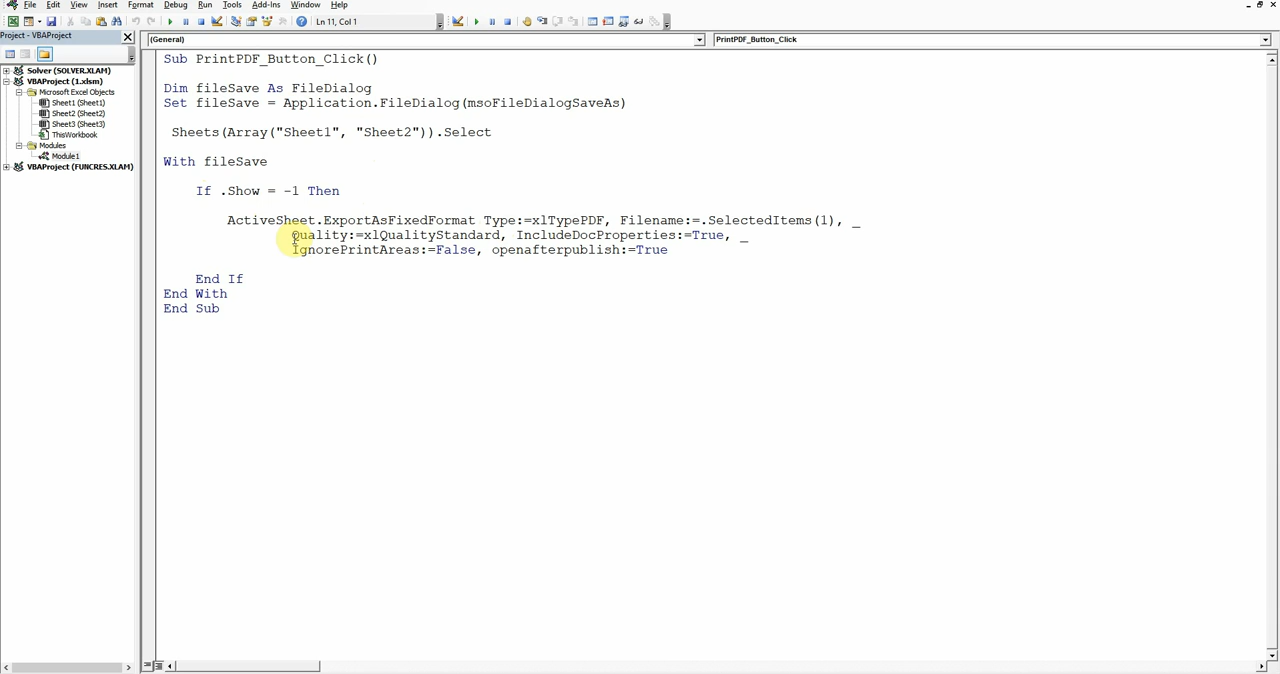 File Edit View Insert Format Debug Run Tools Add-Ins Window Help
Ln 11, Col 1
Project - VBAProject
(General) PrintPDF_Button_Click
Solver (SOLVER.XLAM)
VBAProject (1.xlsm)
Microsoft Excel Objects
Sheet1 (Sheet1)
Sheet2 (Sheet2)
Sheet3 (Sheet3)
ThisWorkbook
Modules
Module1
VBAProject (FUNCRES.XLAM)
Sub PrintPDF_Button_Click()
Dim fileSave As FileDialog
Set fileSave = Application.FileDialog(msoFileDialogSaveAs)
Sheets(Array("Sheet1", "Sheet2")).Select
With fileSave
If .Show = -1 Then
ActiveSheet.ExportAsFixedFormat Type:=xlTypePDF, Filename:=.SelectedItems(1), _
Quality:=xlQualityStandard, IncludeDocProperties:=True, _
IgnorePrintAreas:=False, openafterpublish:=True
End If
End With
End Sub